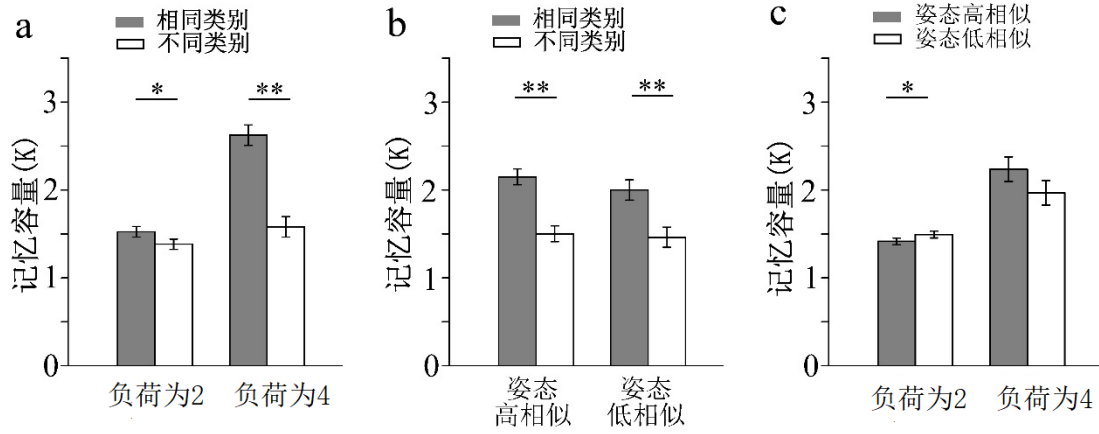 a
相同类别
不同类别
*
**
3
2
1
0
记忆容量(K)
负荷为2
负荷为4
b
相同类别
不同类别
**
**
3
2
1
0
记忆容量(K)
姿态
高相似
姿态
低相似
c
姿态高相似
姿态低相似
*
3
2
1
0
记忆容量(K)
负荷为2
负荷为4